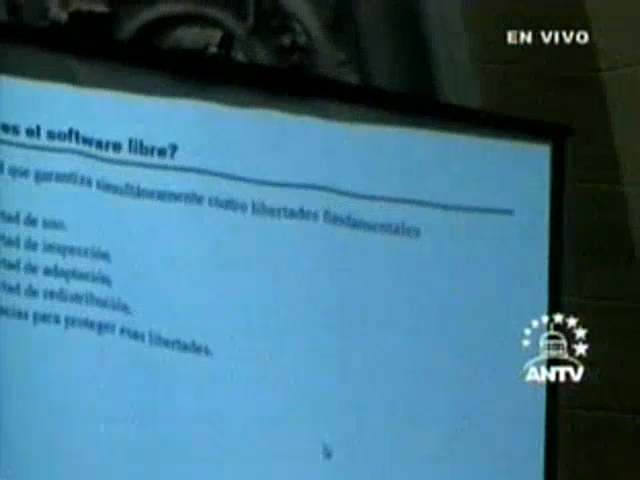 EN VIVO
es el software libre?
que garantiza simultáneamente cuatro libertades fundamentales
tad de uso.
tad de inspección,
tad de adaptación,
tad de redistribución,
cias para proteger esas libertades.
ANTV